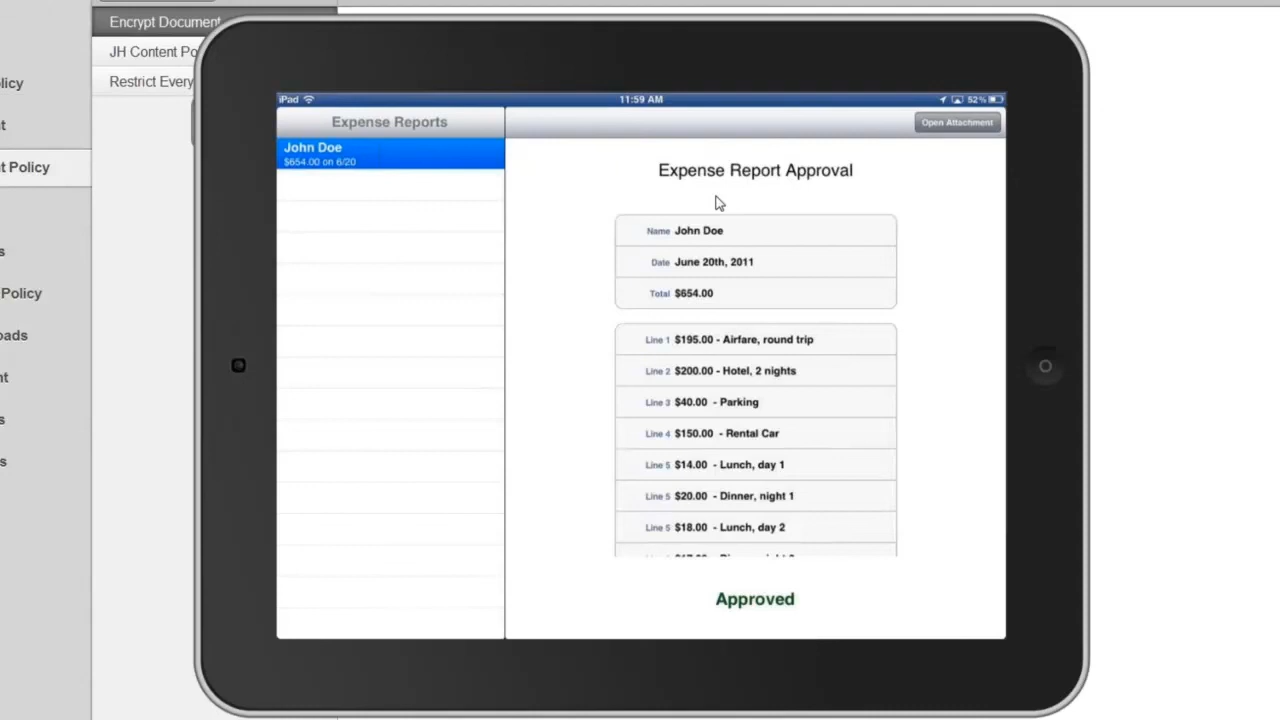 Encrypt Document
JH Content Po
Restrict Every
licy
t
t Policy
s
Policy
oads
nt
s
s
iPad
11:59 AM
52%
Expense Reports
Open Attachment
John Doe
$654.00 on 6/20
Expense Report Approval
Name John Doe
Date June 20th, 2011
Total $654.00
Line 1 $195.00 - Airfare, round trip
Line 2 $200.00 - Hotel, 2 nights
Line 3 $40.00 - Parking
Line 4 $150.00 - Rental Car
Line 5 $14.00 - Lunch, day 1
Line 5 $20.00 - Dinner, night 1
Line 5 $18.00 - Lunch, day 2
Approved